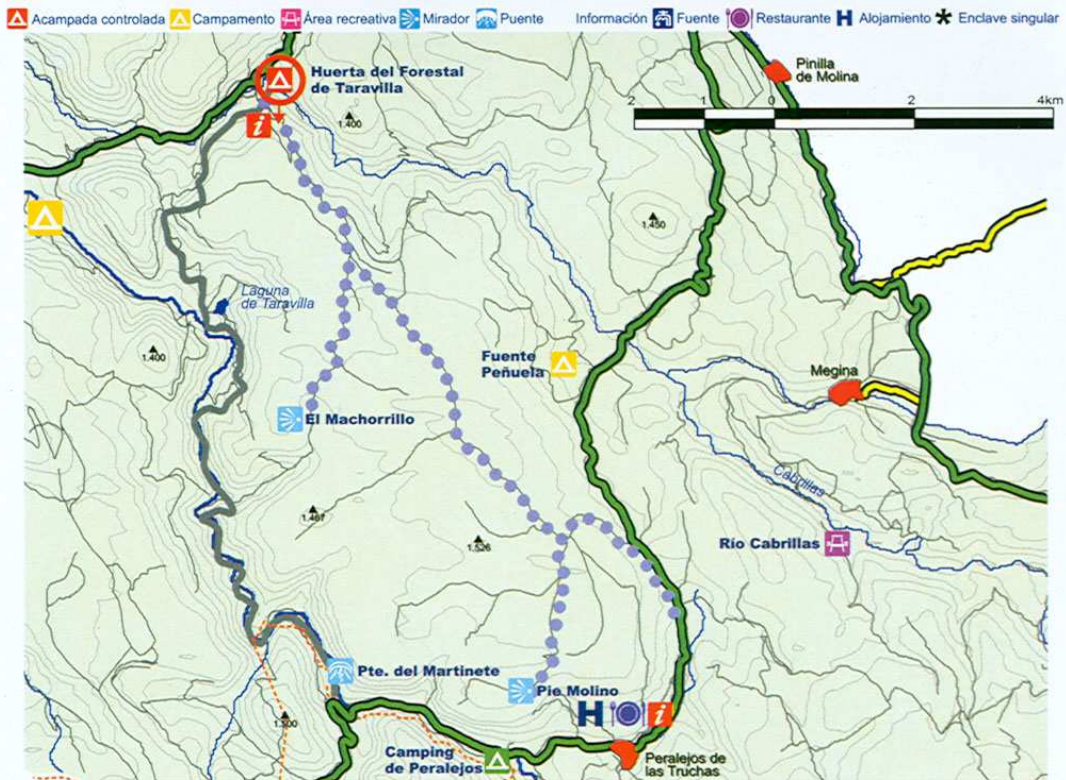 Acampada controlada Campamento Área recreativa Mirador Puente Información Fuente Restaurante H Alojamiento Enclave singular
Huerta del Forestal
de Taravilla
Pinilla
de Molina
2 1 0 2 4km
1.400
i
1.450
Laguna
de Taravilla
1.400
Fuente
Peñuela
Megina
El Machorrillo
Cabrillas
1.467
1.526
Río Cabrillas
Pte. del Martinete
Pie Molino
H i
Camping
de Peralejos
Peralejos de
las Truchas